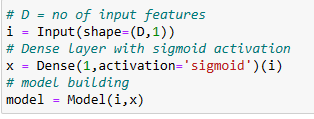 # D = no of input features
i = Input(shape=(D,1))
# Dense layer with sigmoid activation
x = Dense(1,activation='sigmoid')(i)
# model building
model = Model(i,x)